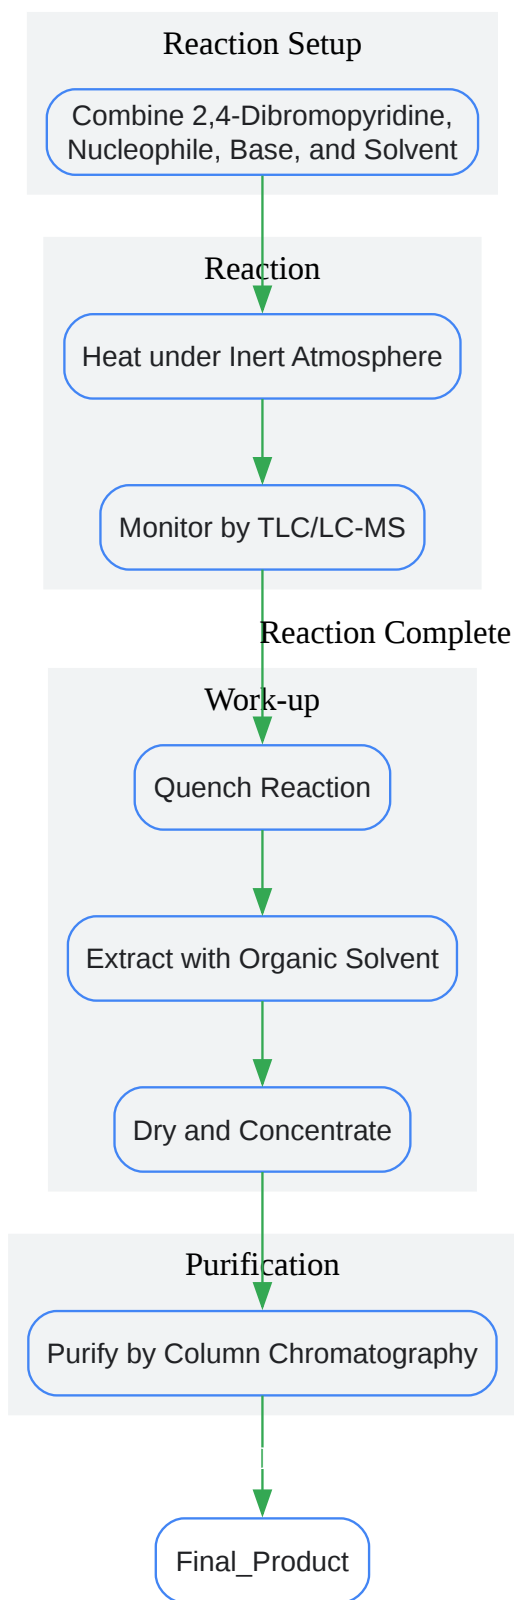 Reaction Setup
Combine 2,4-Dibromopyridine,
Nucleophile, Base, and Solvent
Reaction
Heat under Inert Atmosphere
Monitor by TLC/LC-MS
Reaction Complete
Work-up
Quench Reaction
Extract with Organic Solvent
Dry and Concentrate
Purification
Purify by Column Chromatography
Final_Product